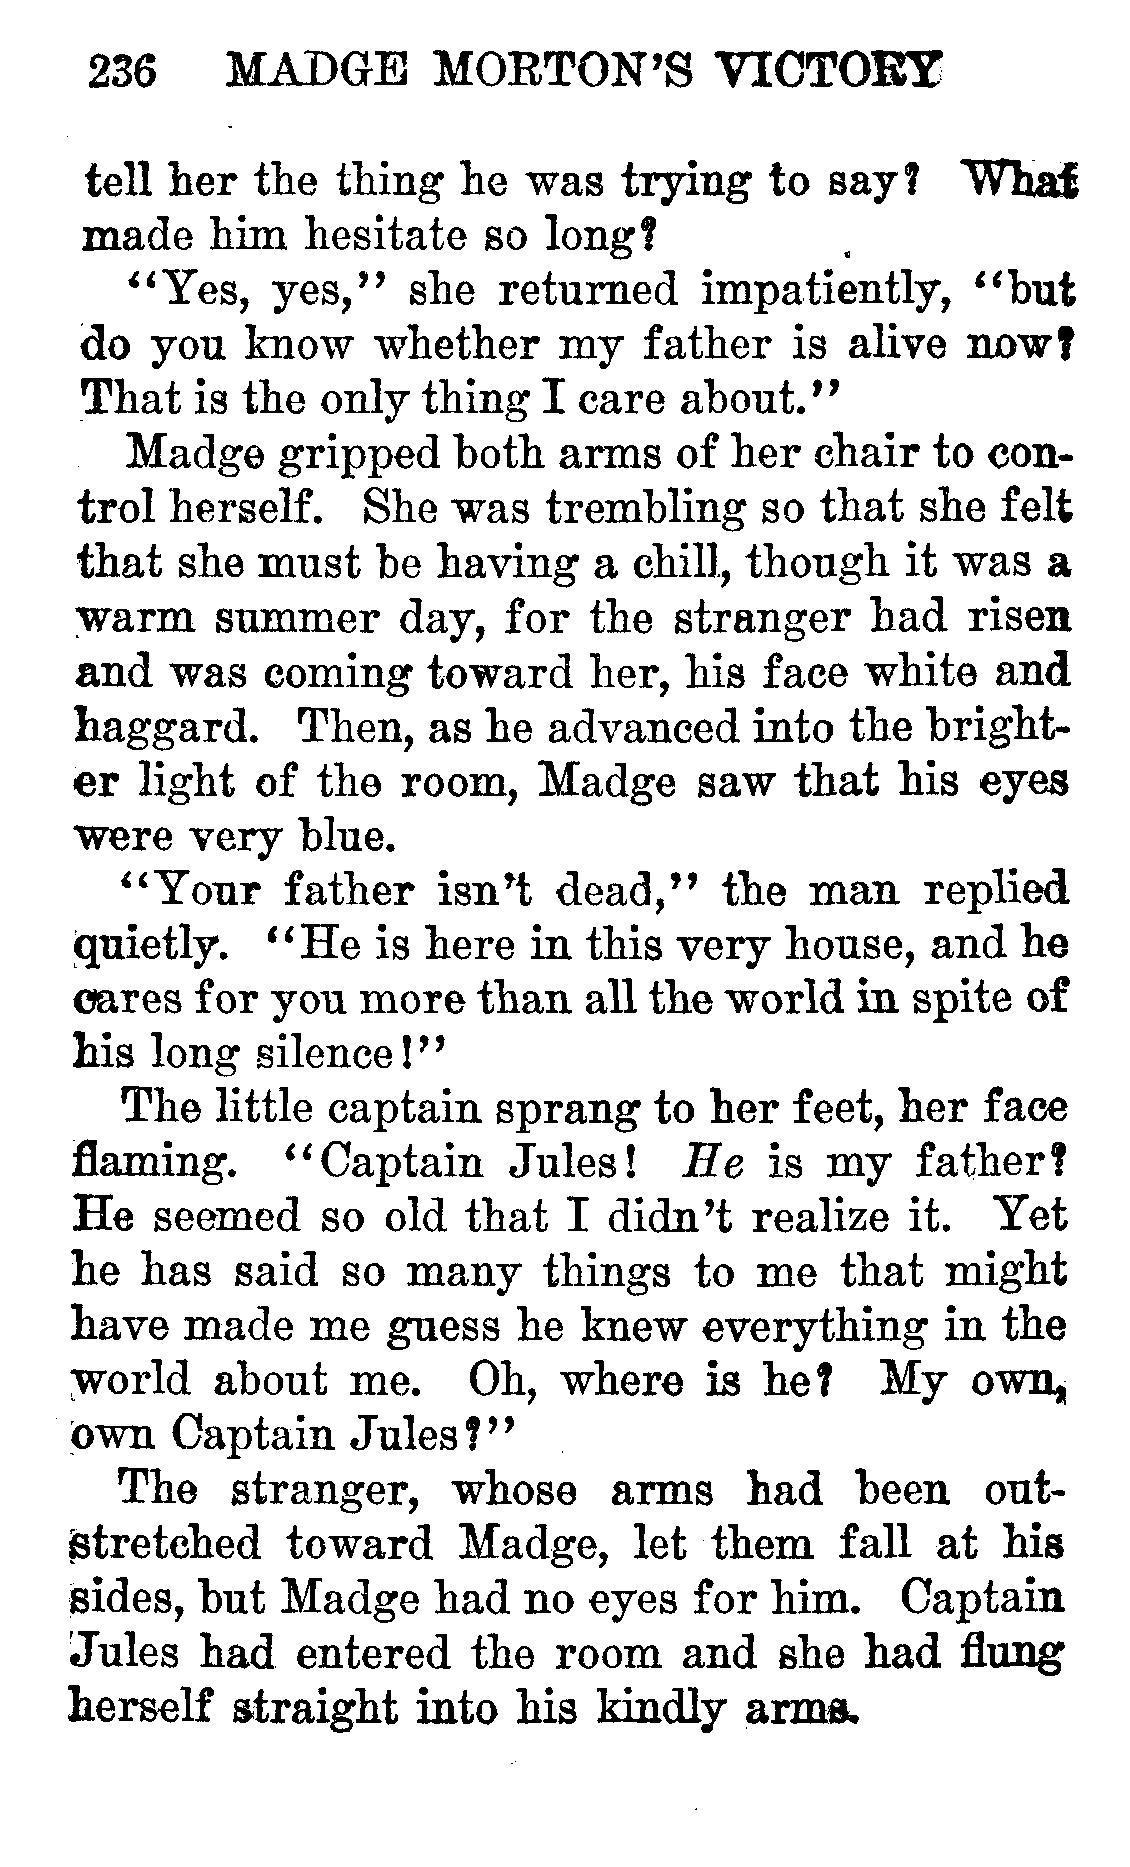 236 MADGE MORTON'S VICTORY
tell her the thing he was trying to say? What
made him hesitate so long?
"Yes, yes," she returned impatiently, "but
do you know whether my father is alive now?
That is the only thing I care about."
Madge gripped both arms of her chair to con-
trol herself. She was trembling so that she felt
that she must be having a chill, though it was a
warm summer day, for the stranger had risen
and was coming toward her, his face white and
haggard. Then, as he advanced into the bright-
er light of the room, Madge saw that his eyes
were very blue.
"Your father isn't dead," the man replied
quietly. "He is here in this very house, and he
cares for you more than all the world in spite of
his long silence!"
The little captain sprang to her feet, her face
flaming. "Captain Jules! He is my father?
He seemed so old that I didn't realize it. Yet
he has said so many things to me that might
have made me guess he knew everything in the
world about me. Oh, where is he? My own,
own Captain Jules?"
The stranger, whose arms had been out-
stretched toward Madge, let them fall at his
sides, but Madge had no eyes for him. Captain
Jules had entered the room and she had flung
herself straight into his kindly arms.